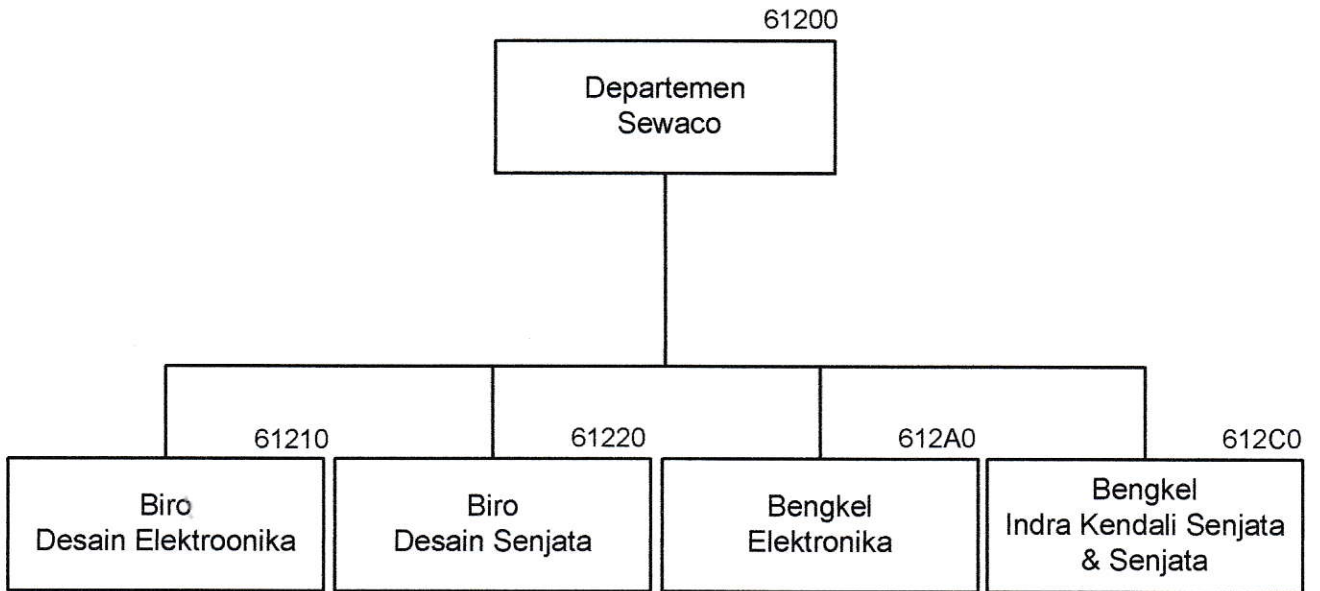 61200
Departemen
Sewaco
61210
Biro
Desain Elektroonika
61220
Biro
Desain Senjata
612A0
Bengkel
Elektronika
612C0
Bengkel
Indra Kendali Senjata
& Senjata